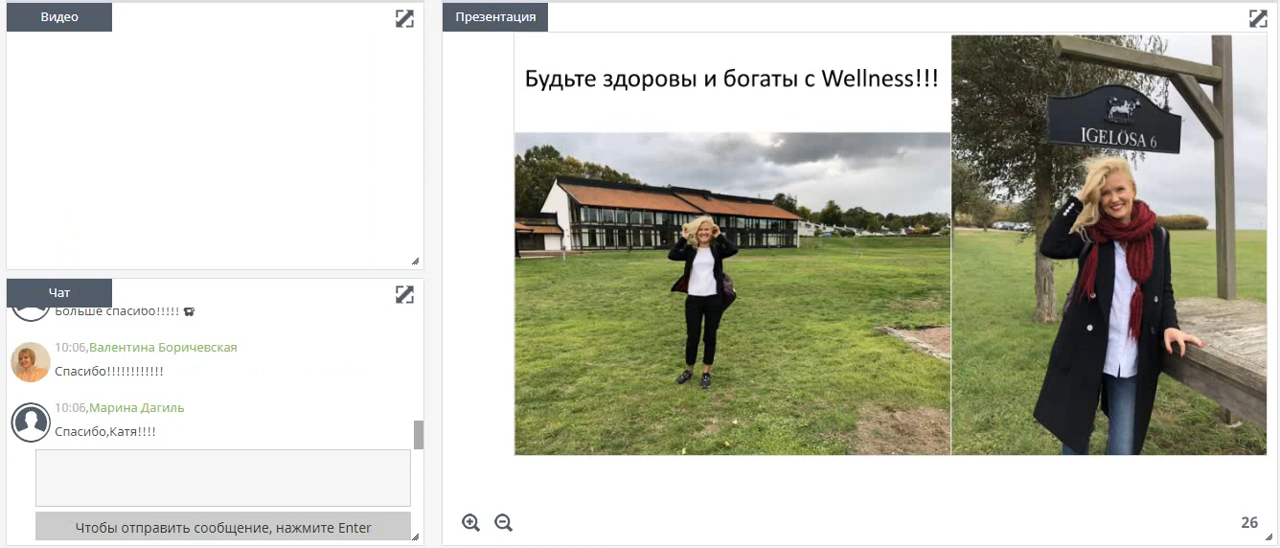 Видео
Чат
Больше спасибо!!!!!
10:06,Валентина Боричевская
Спасибо!!!!!!!!!!!!
10:06,Марина Дагиль
Спасибо,Катя!!!!
Чтобы отправить сообщение, нажмите Enter
Презентация
Будьте здоровы и богаты с Wellness!!!
IGELÖSA 6
26